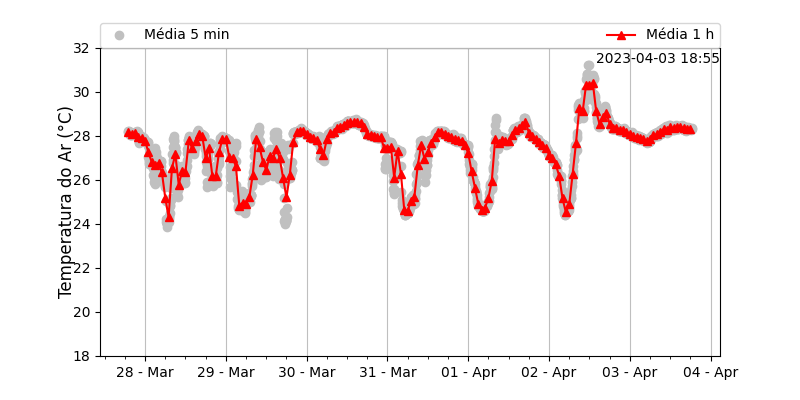 Média 5 min
Média 1 h
2023-04-03 18:55
Temperatura do Ar (°C)
32
30
28
26
24
22
20
18
28 - Mar
29 - Mar
30 - Mar
31 - Mar
01 - Apr
02 - Apr
03 - Apr
04 - Apr